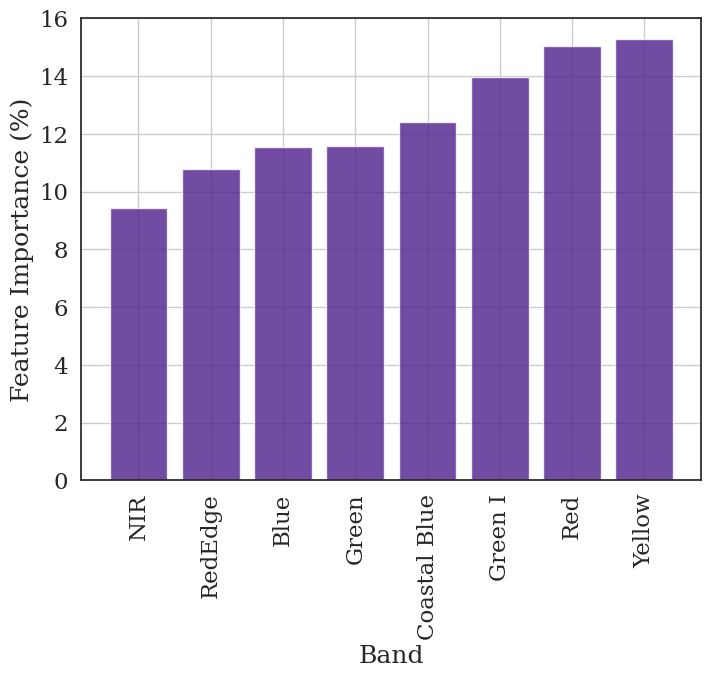 Feature Importance (%)
16
14
12
10
8
6
4
2
0
NIR
RedEdge
Blue
Green
Coastal Blue
Green I
Red
Yellow
Band